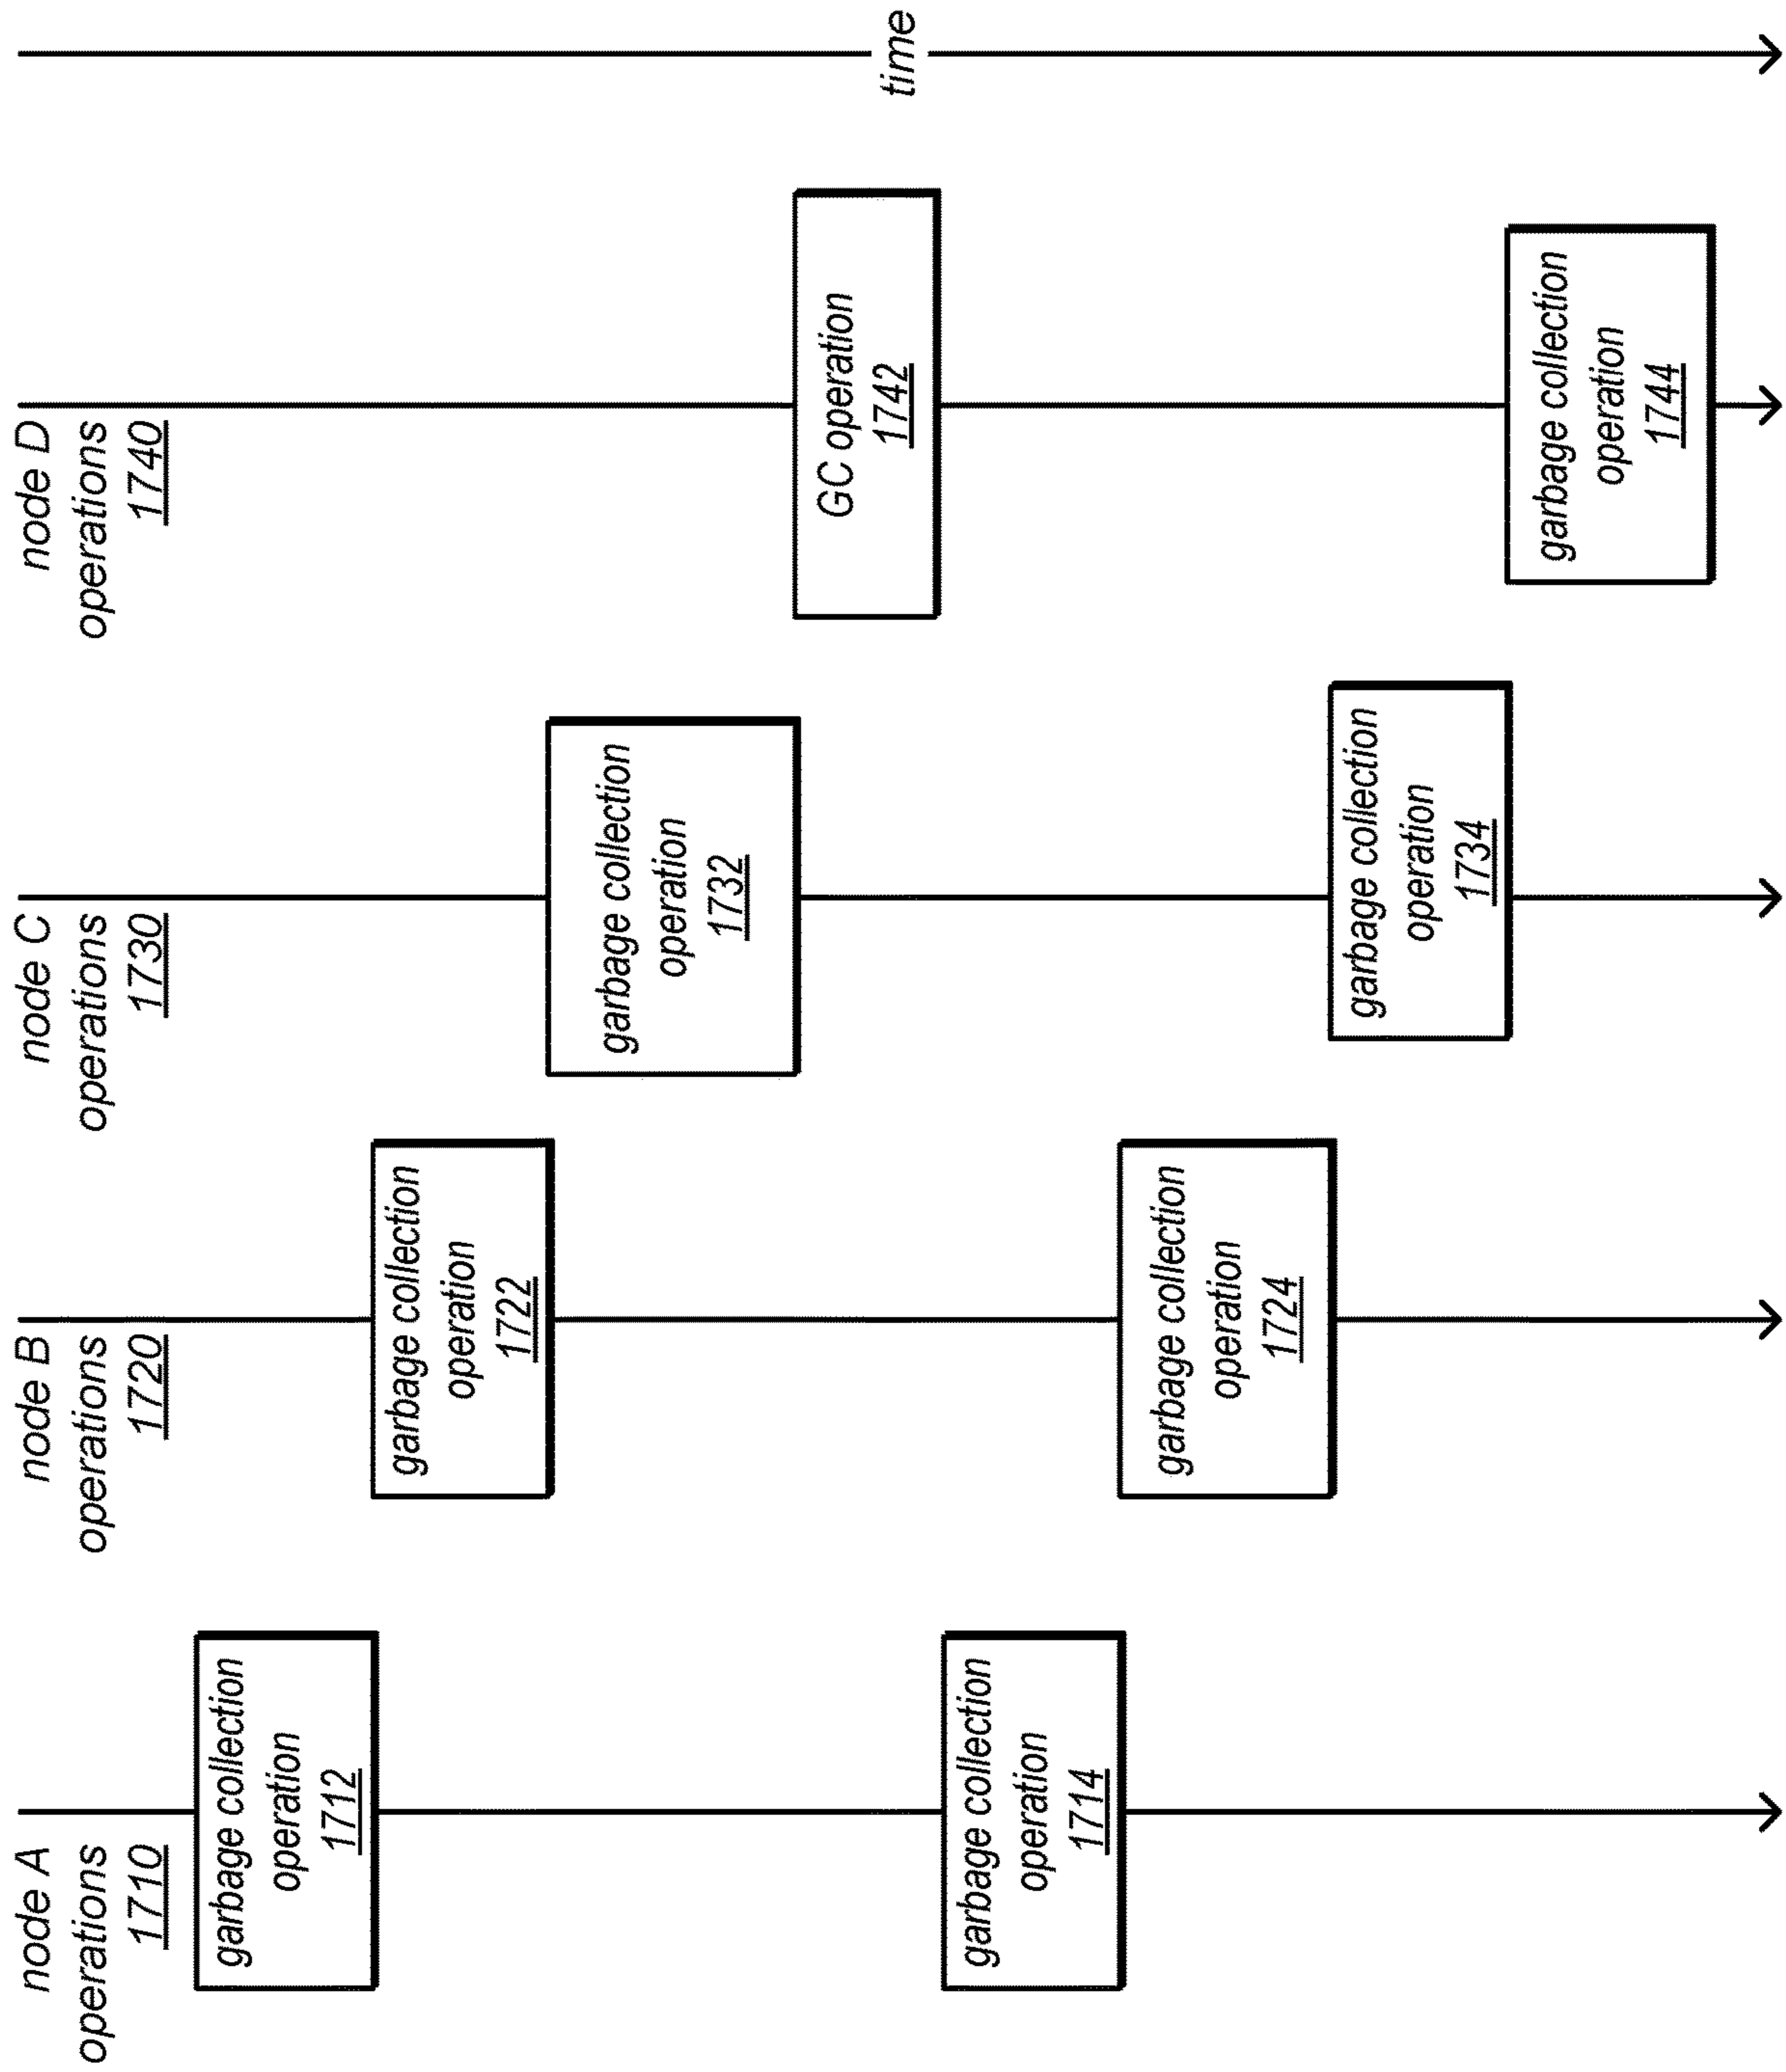 node A
operations
1710
garbage collection
operation
1712
garbage collection
operation
1714
node B
operations
1720
garbage collection
operation
1722
garbage collection
operation
1724
node C
operations
1730
garbage collection
operation
1732
garbage collection
operation
1734
node D
operations
1740
GC operation
1742
garbage collection
operation
1744
time